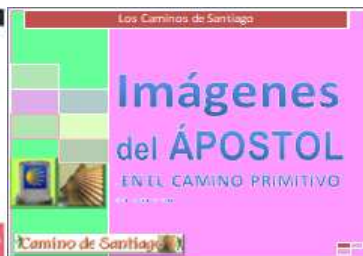 Los Caminos de Santiago
Imágenes
del ÁPOSTOL
EN EL CAMINO PRIMITIVO
Camino de Santiago